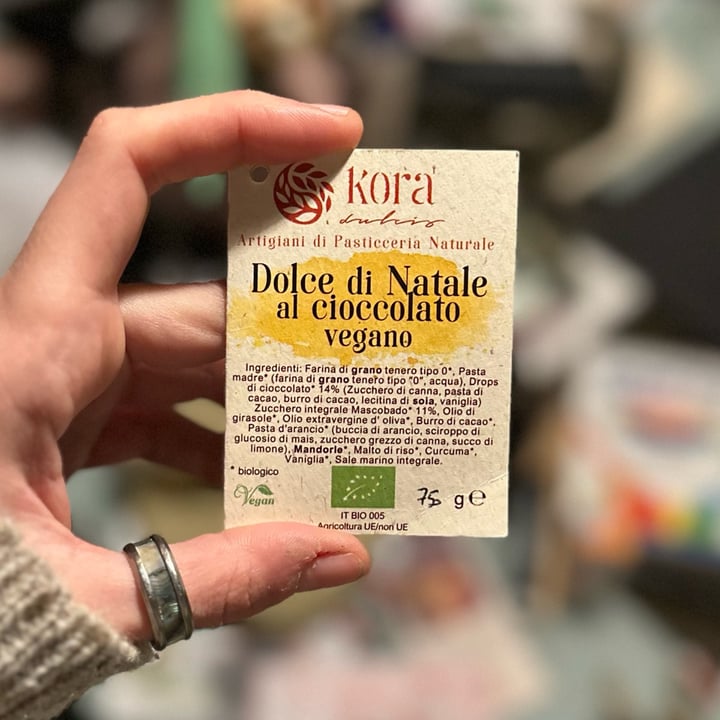 kora
dulcis
Artigiani di Pasticceria Naturale
Dolce di Natale
al cioccolato
vegano
Ingredienti: Farina di grano tenero tipo 0*, Pasta
madre* (farina di grano tenero tipo "0", acqua), Drops
di cioccolato* 14% (Zucchero di canna, pasta di
cacao, burro di cacao, lecitina di soia, vaniglia)
Zucchero integrale Mascobado* 11%, Olio di
girasole*, Olio extravergine d' oliva*, Burro di cacao*,
Pasta d'arancio* (buccia di arancio, sciroppo di
glucosio di mais, zucchero grezzo di canna, succo di
limone), Mandorle*, Malto di riso*, Curcuma*,
Vaniglia*, Sale marino integrale.
* biologico
Vegan
75 g℮
IT BIO 005
Agricoltura UE/non UE